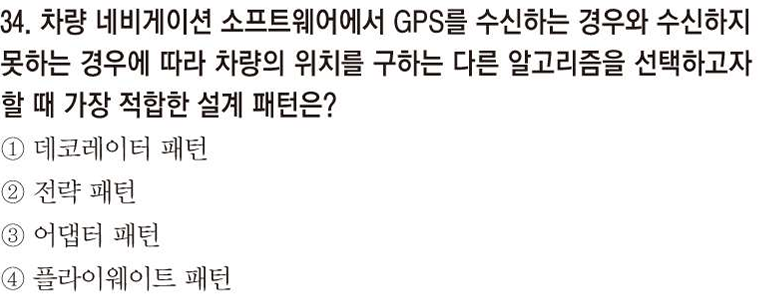 34. 차량 네비게이션 소프트웨어에서 GPS를 수신하는 경우와 수신하지
못하는 경우에 따라 차량의 위치를 구하는 다른 알고리즘을 선택하고자
할 때 가장 적합한 설계 패턴은?
① 데코레이터 패턴
② 전략 패턴
③ 어댑터 패턴
④ 플라이웨이트 패턴